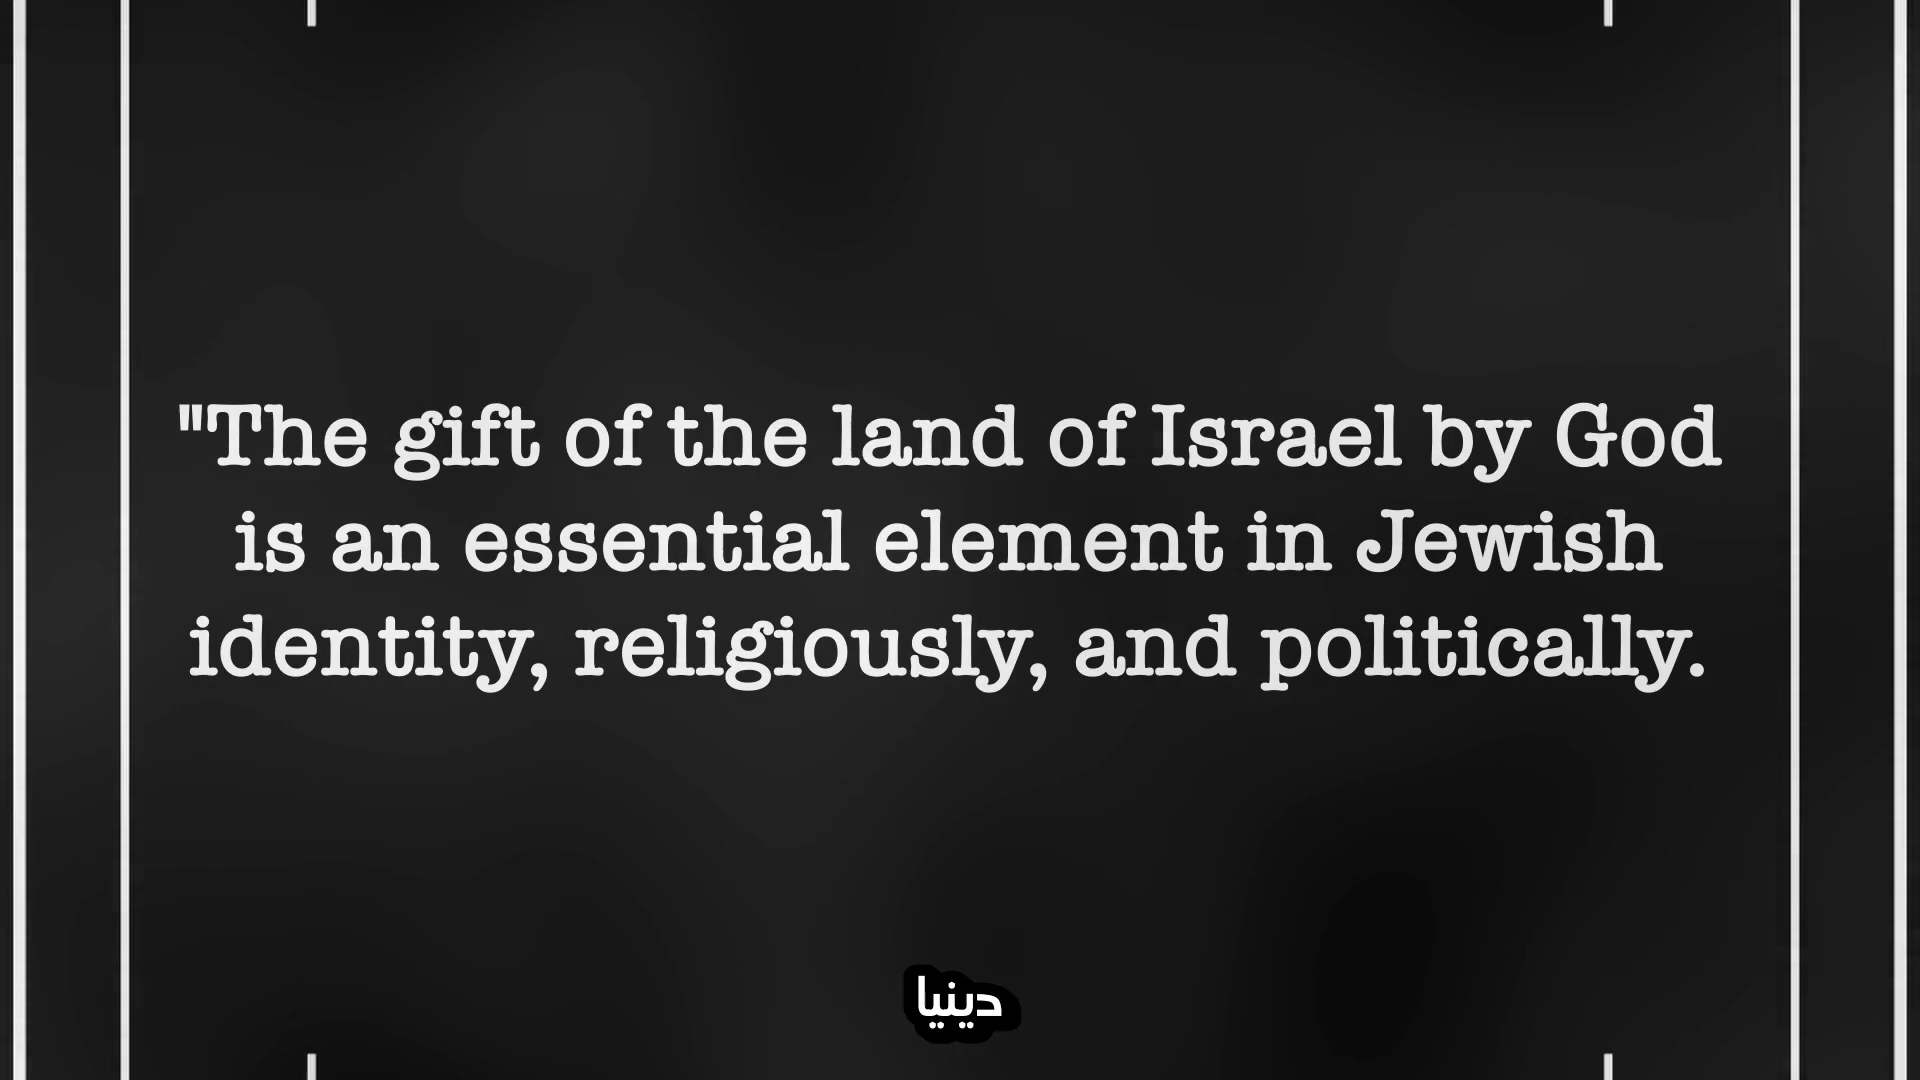 "The gift of the land of Israel by God
is an essential element in Jewish
identity, religiously, and politically.
دينيا